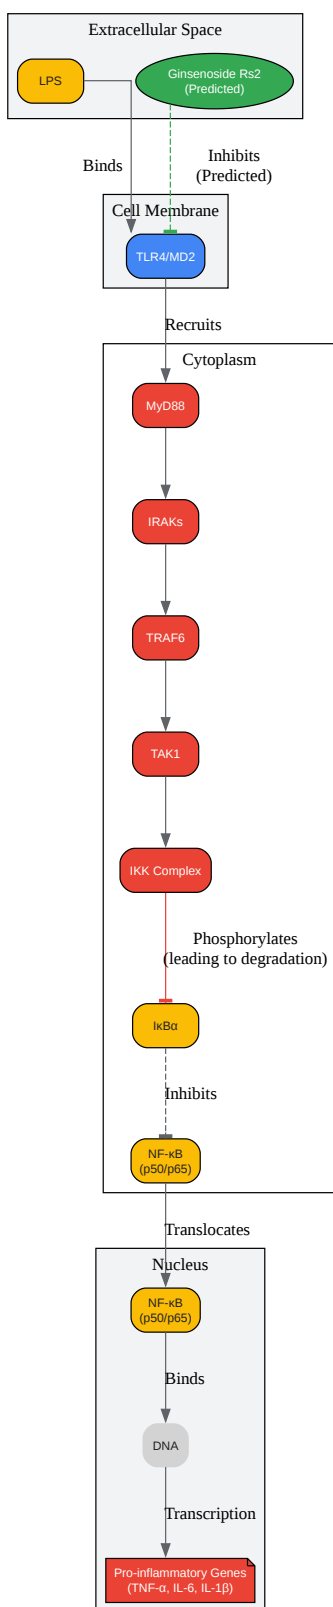 Extracellular Space
LPS
Ginsenoside Rs2
(Predicted)
Binds
Inhibits
(Predicted)
Cell Membrane
TLR4/MD2
Recruits
Cytoplasm
MyD88
IRAKs
TRAF6
TAK1
IKK Complex
Phosphorylates
(leading to degradation)
IκBα
Inhibits
NF-κB
(p50/p65)
Translocates
Nucleus
NF-κB
(p50/p65)
Binds
DNA
Transcription
Pro-inflammatory Genes
(TNF-α, IL-6, IL-1β)